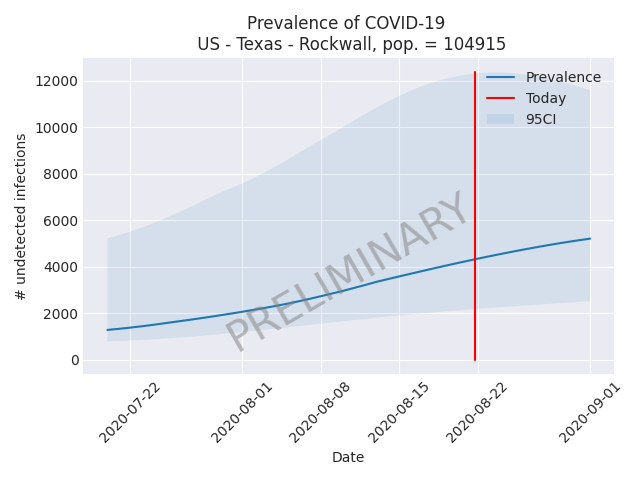 Prevalence of COVID-19
US - Texas - Rockwall, pop. = 104915
12000
10000
8000
6000
4000
2000
0
# undetected infections
Prevalence
Today
95CI
PRELIMINARY
2020-07-22
2020-08-01
2020-08-08
2020-08-15
2020-08-22
2020-09-01
Date